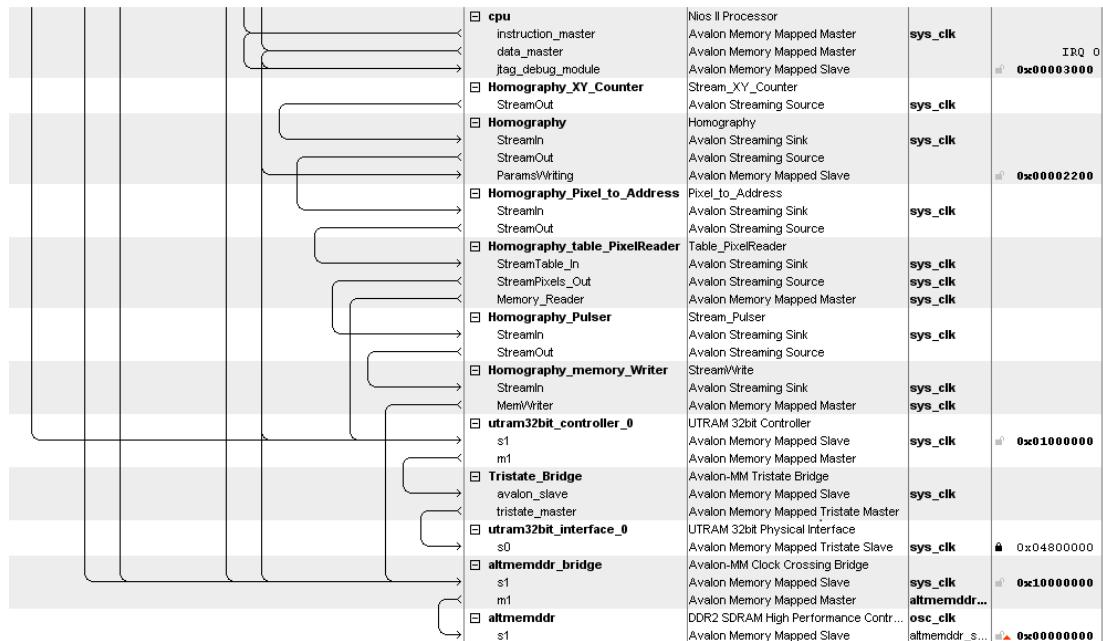 cpu Nios II Processor
instruction_master Avalon Memory Mapped Master sys_clk
data_master Avalon Memory Mapped Master IRQ 0
jtag_debug_module Avalon Memory Mapped Slave 0x00003000
Homography_XY_Counter Stream_XY_Counter
StreamOut Avalon Streaming Source sys_clk
Homography Homography
StreamIn Avalon Streaming Sink sys_clk
StreamOut Avalon Streaming Source
ParamsWriting Avalon Memory Mapped Slave 0x00002200
Homography_Pixel_to_Address Pixel_to_Address
StreamIn Avalon Streaming Sink sys_clk
StreamOut Avalon Streaming Source
Homography_table_PixelReader Table_PixelReader
StreamTable_In Avalon Streaming Sink sys_clk
StreamPixels_Out Avalon Streaming Source sys_clk
Memory_Reader Avalon Memory Mapped Master sys_clk
Homography_Pulser Stream_Pulser
StreamIn Avalon Streaming Sink sys_clk
StreamOut Avalon Streaming Source
Homography_memory_Writer StreamWrite
StreamIn Avalon Streaming Sink sys_clk
MemWriter Avalon Memory Mapped Master sys_clk
utram32bit_controller_0 UTRAM 32bit Controller
s1 Avalon Memory Mapped Slave sys_clk 0x01000000
m1 Avalon Memory Mapped Master
Tristate_Bridge Avalon-MM Tristate Bridge
avalon_slave Avalon Memory Mapped Slave sys_clk
tristate_master Avalon Memory Mapped Tristate Master
utram32bit_interface_0 UTRAM 32bit Physical Interface
s0 Avalon Memory Mapped Tristate Slave sys_clk 0x04800000
altmemddr_bridge Avalon-MM Clock Crossing Bridge
s1 Avalon Memory Mapped Slave sys_clk 0x10000000
m1 Avalon Memory Mapped Master altmemddr...
altmemddr DDR2 SDRAM High Performance Contr... osc_clk
s1 Avalon Memory Mapped Slave altmemddr_s... 0x00000000